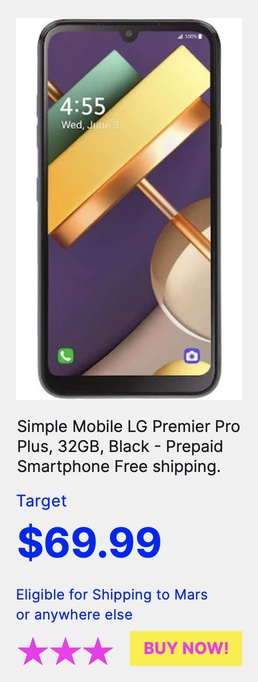 100%
4:55
Wed, June 3
Simple Mobile LG Premier Pro
Plus, 32GB, Black - Prepaid
Smartphone Free shipping.
Target
$69.99
Eligible for Shipping to Mars
or anywhere else
BUY NOW!